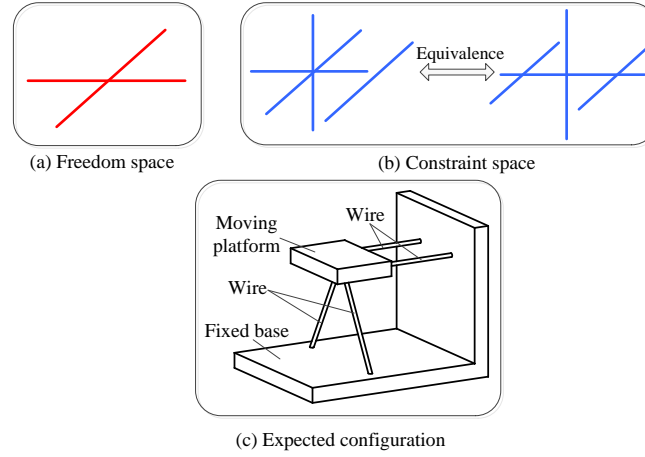 Equivalence
(a) Freedom space
(b) Constraint space
Wire
Moving
platform
Wire
Fixed base
(c) Expected configuration